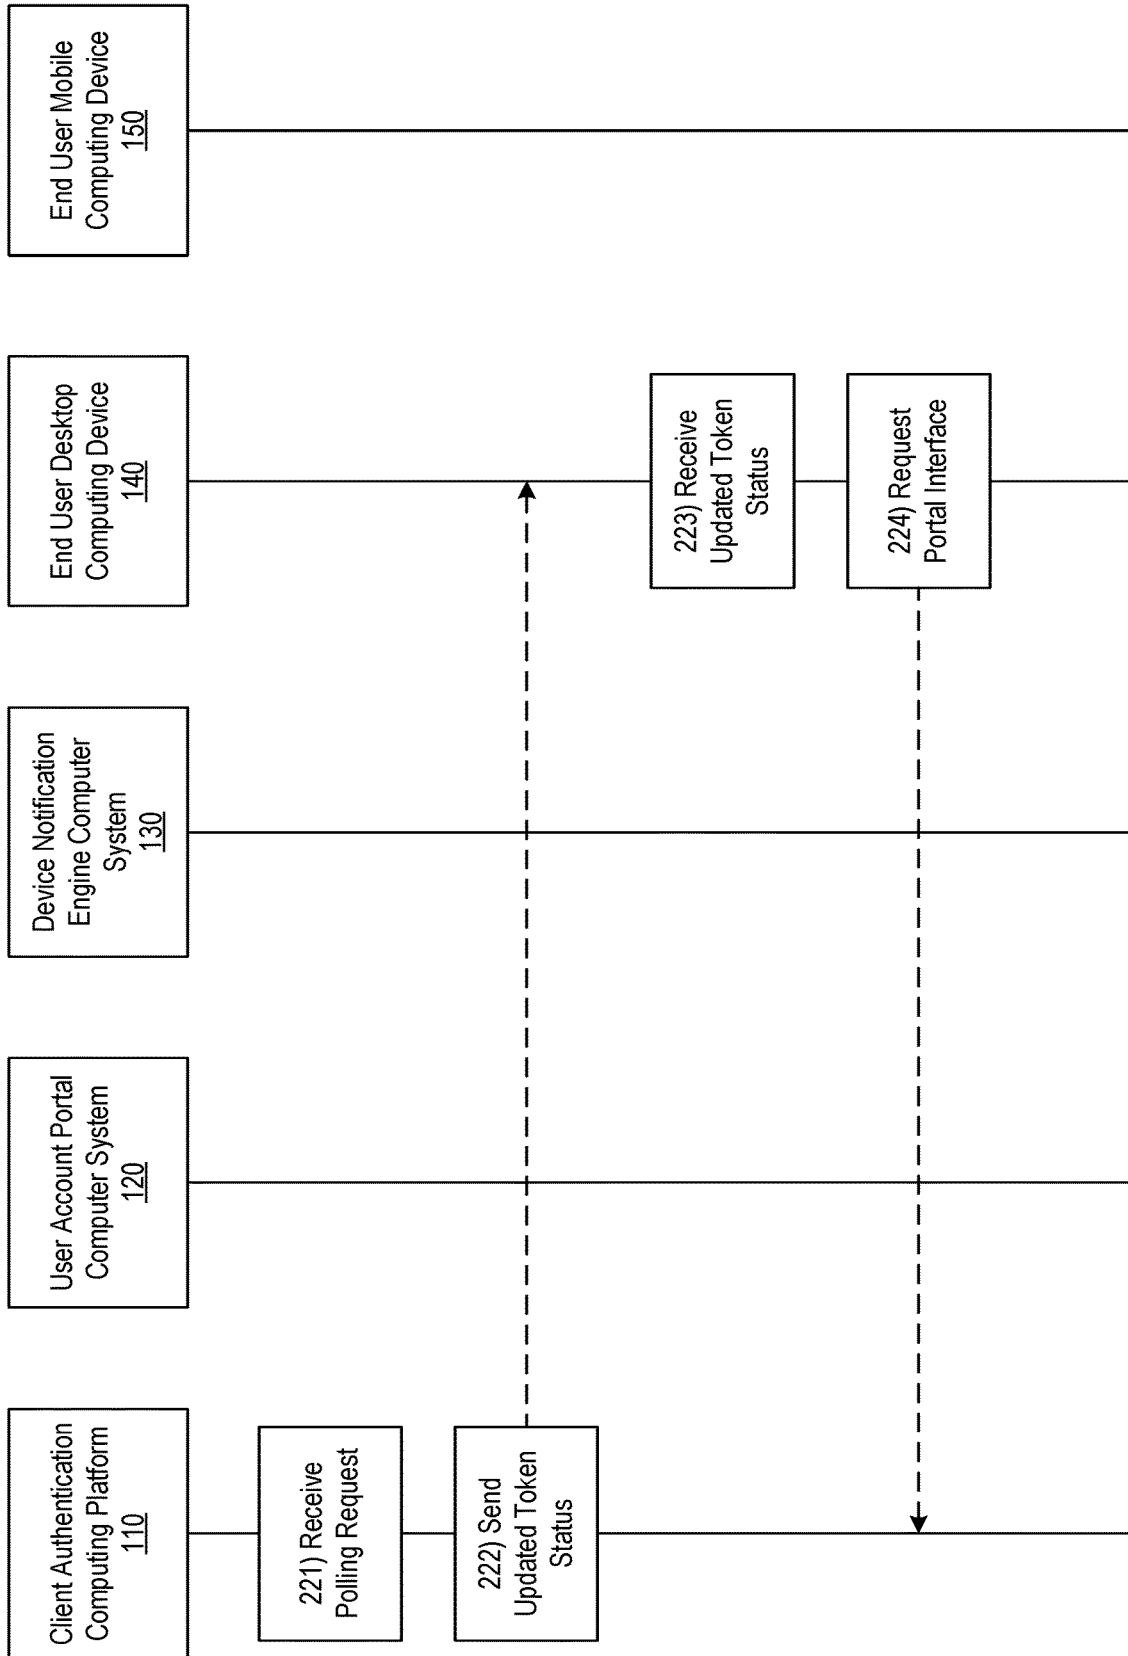 Client Authentication
Computing Platform
110
User Account Portal
Computer System
120
Device Notification
Engine Computer
System
130
End User Desktop
Computing Device
140
End User Mobile
Computing Device
150
221) Receive
Polling Request
222) Send
Updated Token
Status
223) Receive
Updated Token
Status
224) Request
Portal Interface